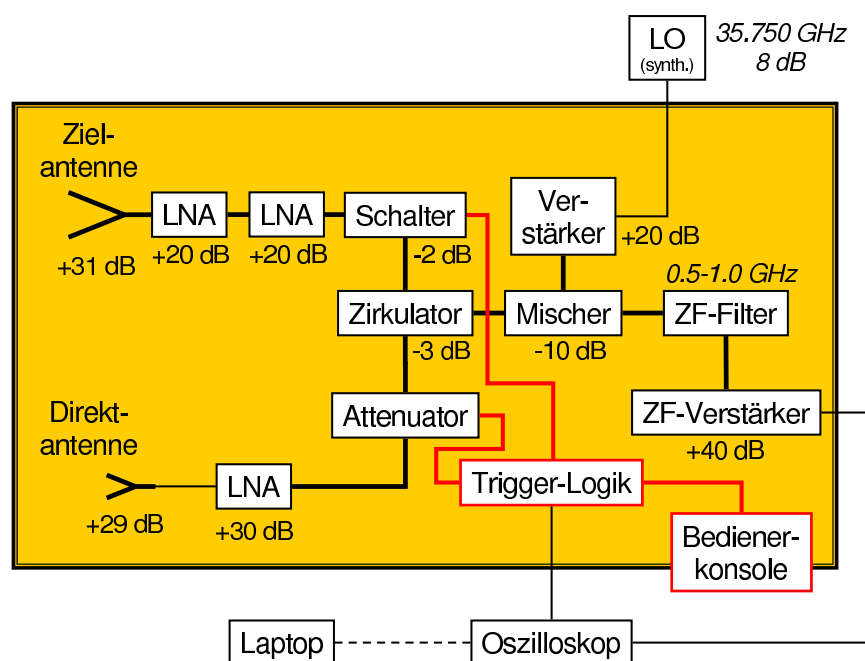 LO
(synth.)
35.750 GHz
8 dB
Ziel-
antenne
+31 dB
LNA
+20 dB
LNA
+20 dB
Schalter
-2 dB
Ver-
stärker
+20 dB
0.5-1.0 GHz
Zirkulator
-3 dB
Mischer
-10 dB
ZF-Filter
Direkt-
antenne
+29 dB
LNA
+30 dB
Attenuator
ZF-Verstärker
+40 dB
Trigger-Logik
Bediener-
konsole
Laptop
Oszilloskop